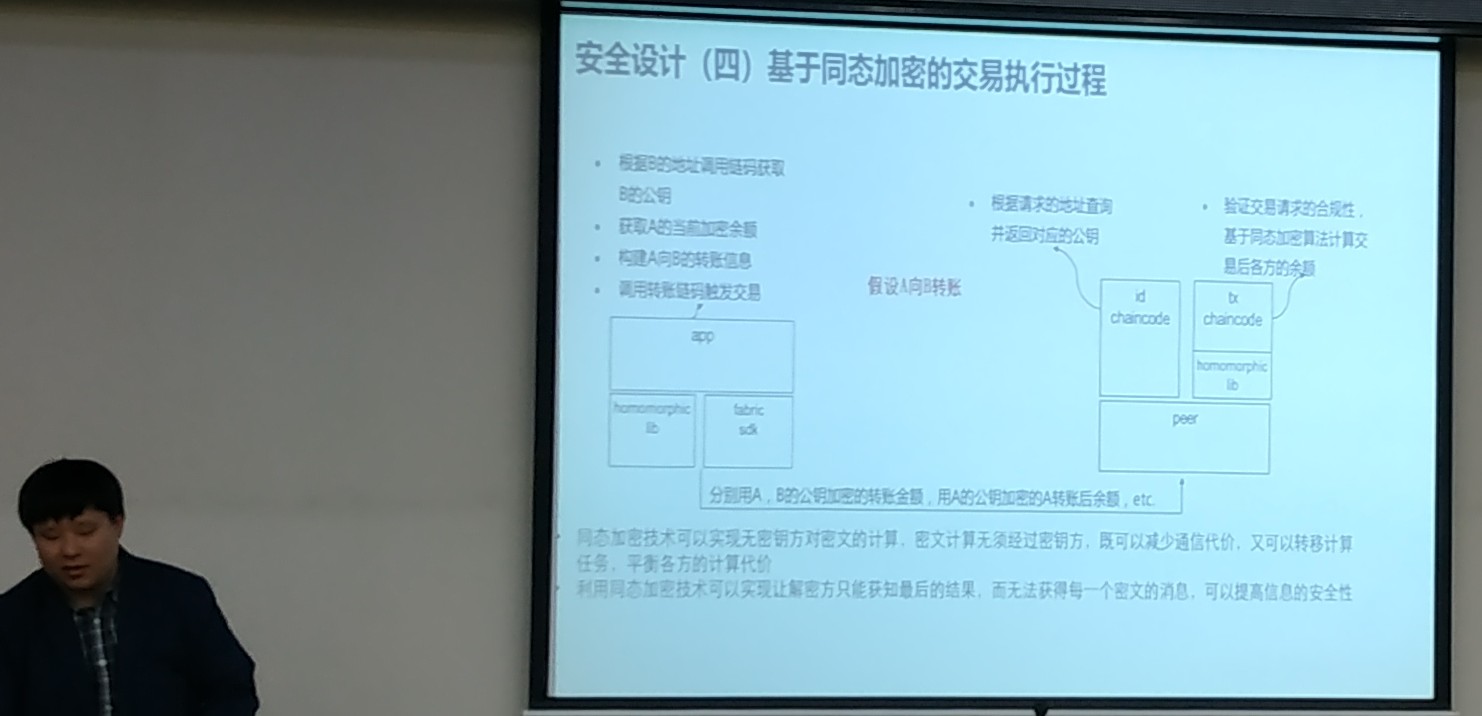 安全设计（四）基于同态加密的交易执行过程
• 根据B的地址调用链码获取
B的公钥
• 获取A的当前加密余额
• 构建A向B的转账信息
• 调用转账链码触发交易
假设A向B转账
• 根据请求的地址查询
并返回对应的公钥
• 验证交易请求的合规性，
基于同态加密算法计算交
易后各方的余额
app
homomorphic
lib
fabric
sdk
id
chaincode
tx
chaincode
homomorphic
lib
peer
分别用A，B的公钥加密的转账金额，用A的公钥加密的A转账后余额，etc.
• 同态加密技术可以实现无密钥方对密文的计算，密文计算无须经过密钥方，既可以减少通信代价，又可以转移计算
任务，平衡各方的计算代价
• 利用同态加密技术可以实现让解密方只能获知最后的结果，而无法获得每一个密文的消息，可以提高信息的安全性